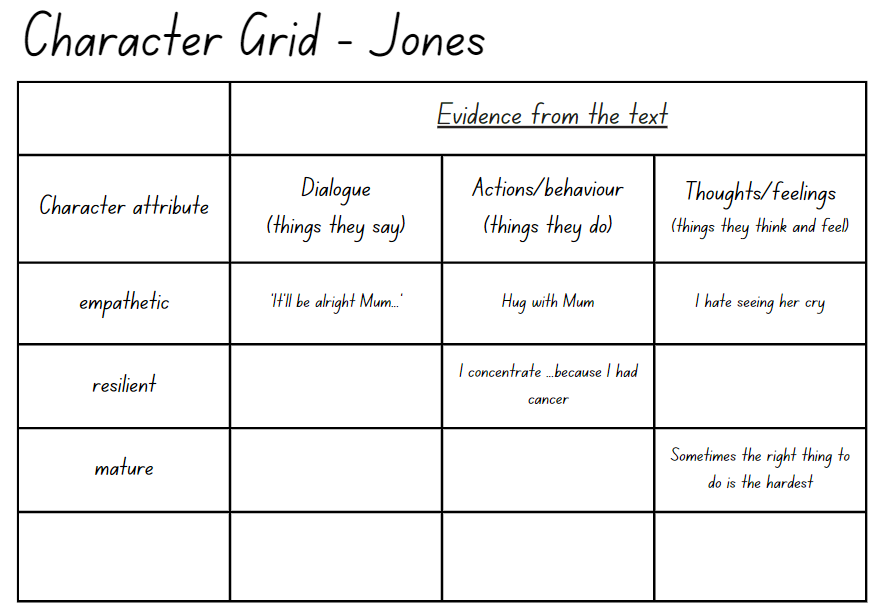 Character Grid - Jones
Evidence from the text
Character attribute
Dialogue
(things they say)
Actions/behaviour
(things they do)
Thoughts/feelings
(things they think and feel)
empathetic
'It'll be alright Mum...'
Hug with Mum
I hate seeing her cry
resilient
I concentrate ...because I had
cancer
mature
Sometimes the right thing to
do is the hardest